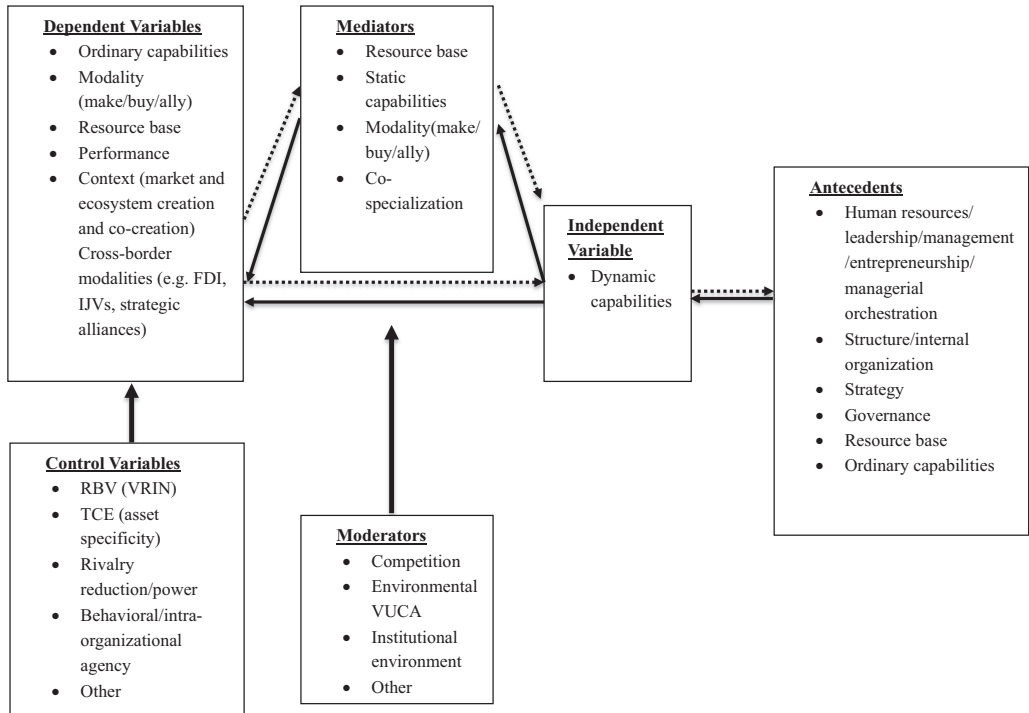 Dependent Variables
• Ordinary capabilities
• Modality
(make/buy/ally)
• Resource base
• Performance
• Context (market and
ecosystem creation
and co-creation)
Cross-border
modalities (e.g. FDI,
IJVs, strategic
alliances)
Mediators
• Resource base
• Static
capabilities
• Modality(make/
buy/ally)
• Co-
specialization
Independent
Variable
• Dynamic
capabilities
Antecedents
• Human resources/
leadership/management
/entrepreneurship/
managerial
orchestration
• Structure/internal
organization
• Strategy
• Governance
• Resource base
• Ordinary capabilities
Control Variables
• RBV (VRIN)
• TCE (asset
specificity)
• Rivalry
reduction/power
• Behavioral/intra-
organizational
agency
• Other
Moderators
• Competition
• Environmental
VUCA
• Institutional
environment
• Other